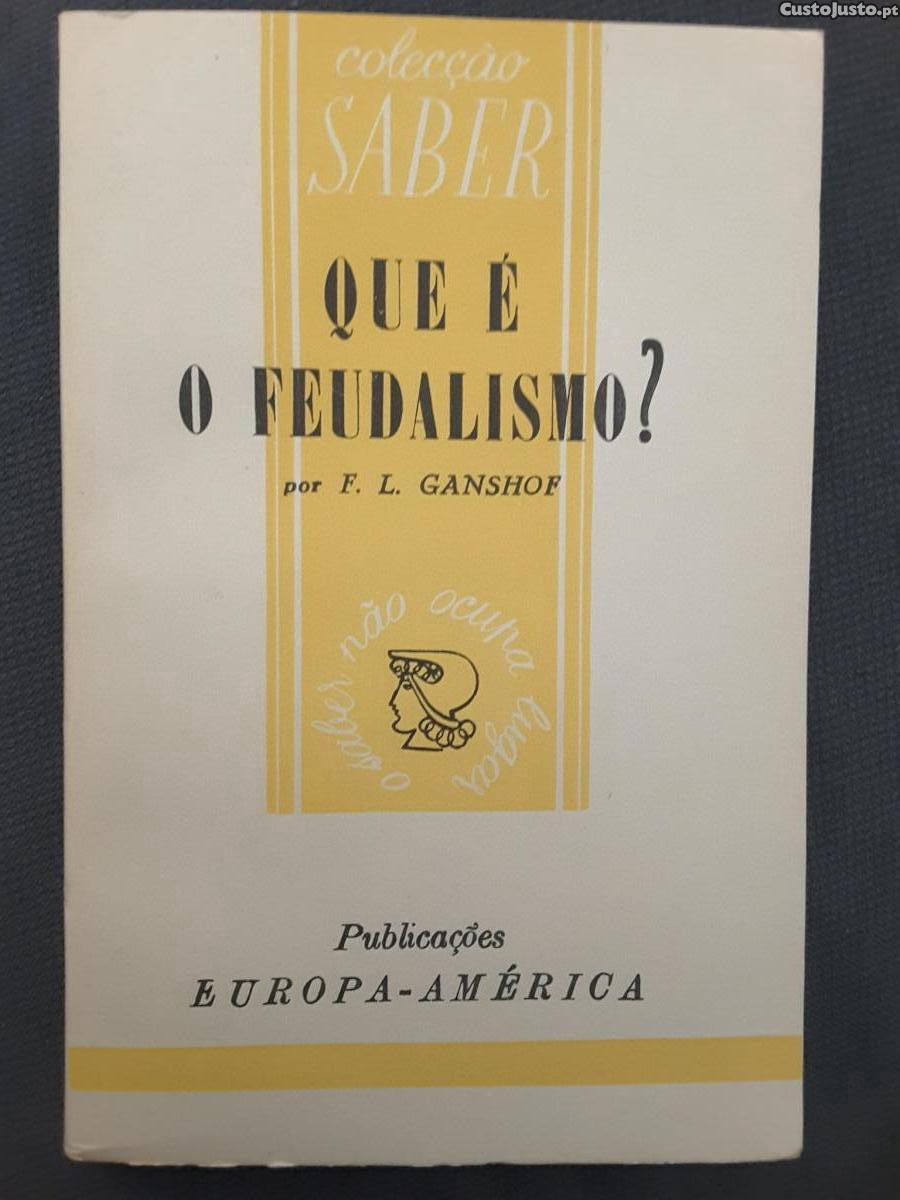 CustoJusto.pt
colecção
SABER
QUE É
O FEUDALISMO?
por F. L. GANSHOF
o saber não ocupa lugar
Publicações
EUROPA-AMÉRICA